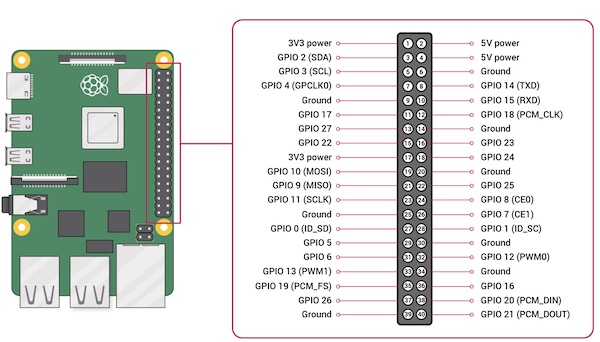 3V3 power 1 2 5V power
GPIO 2 (SDA) 3 4 5V power
GPIO 3 (SCL) 5 6 Ground
GPIO 4 (GPCLK0) 7 8 GPIO 14 (TXD)
Ground 9 10 GPIO 15 (RXD)
GPIO 17 11 12 GPIO 18 (PCM_CLK)
GPIO 27 13 14 Ground
GPIO 22 15 16 GPIO 23
3V3 power 17 18 GPIO 24
GPIO 10 (MOSI) 19 20 Ground
GPIO 9 (MISO) 21 22 GPIO 25
GPIO 11 (SCLK) 23 24 GPIO 8 (CE0)
Ground 25 26 GPIO 7 (CE1)
GPIO 0 (ID_SD) 27 28 GPIO 1 (ID_SC)
GPIO 5 29 30 Ground
GPIO 6 31 32 GPIO 12 (PWM0)
GPIO 13 (PWM1) 33 34 Ground
GPIO 19 (PCM_FS) 35 36 GPIO 16
GPIO 26 37 38 GPIO 20 (PCM_DIN)
Ground 39 40 GPIO 21 (PCM_DOUT)